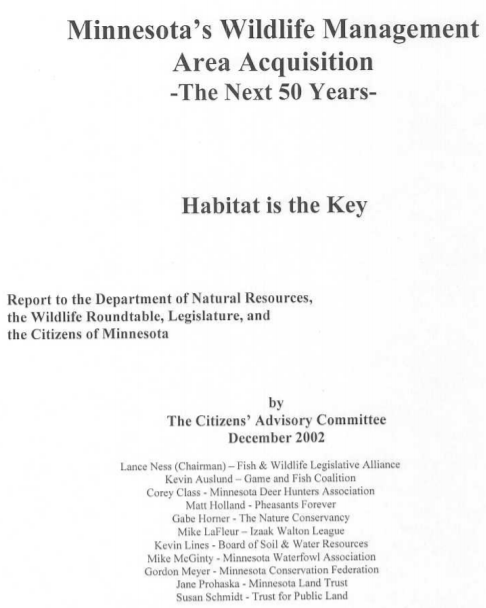 Minnesota's Wildlife Management
Area Acquisition
-The Next 50 Years-
Habitat is the Key
Report to the Department of Natural Resources,
the Wildlife Roundtable, Legislature, and
the Citizens of Minnesota
by
The Citizens' Advisory Committee
December 2002
Lance Ness (Chairman) – Fish & Wildlife Legislative Alliance
Kevin Auslund – Game and Fish Coalition
Corey Class - Minnesota Deer Hunters Association
Matt Holland - Pheasants Forever
Gabe Horner - The Nature Conservancy
Mike LaFleur – Izaak Walton League
Kevin Lines - Board of Soil & Water Resources
Mike McGinty - Minnesota Waterfowl Association
Gordon Meyer - Minnesota Conservation Federation
Jane Prohaska - Minnesota Land Trust
Susan Schmidt - Trust for Public Land